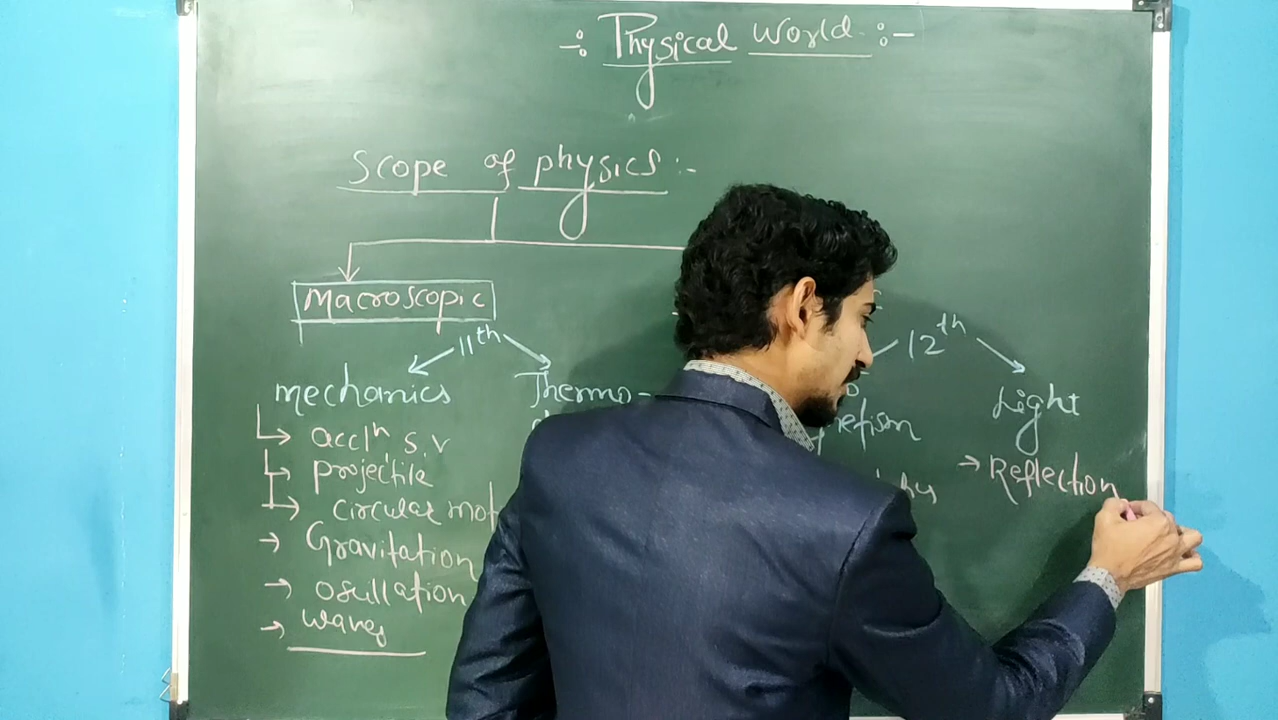 -: Physical World :-
Scope of physics :-
Macroscopic
11th
12th
mechanics
Thermo-
Light
accln, s, v
projectile
→ Reflection
circular mot
→ Gravitation
→ oscillation
→ waves